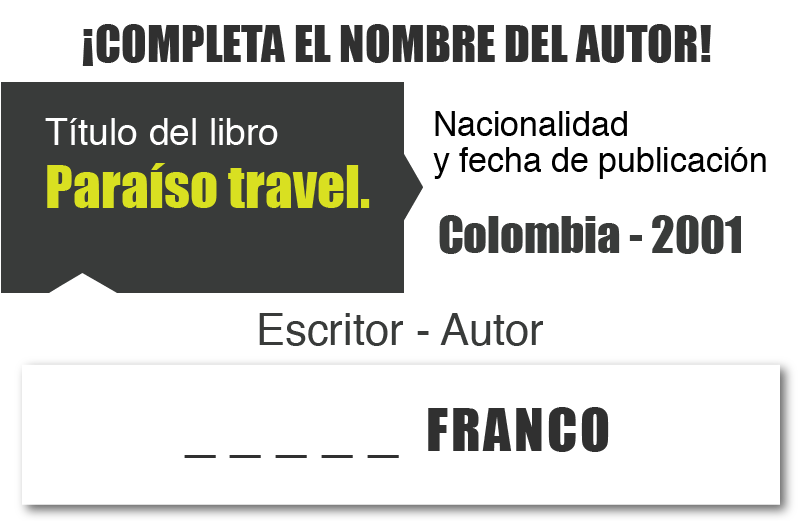 ¡COMPLETA EL NOMBRE DEL AUTOR!
Título del libro
Paraíso travel.
Nacionalidad
y fecha de publicación
Colombia - 2001
Escritor - Autor
_ _ _ _ _ FRANCO